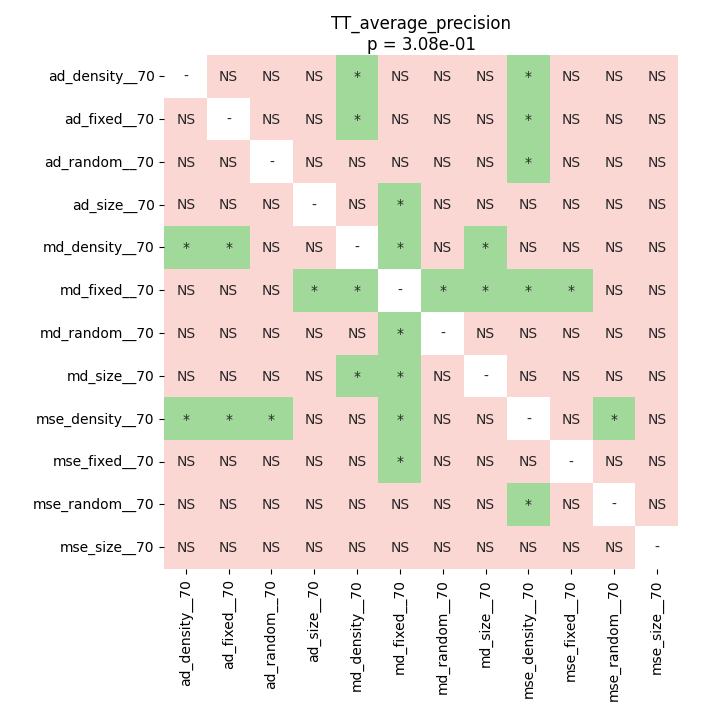 TT_average_precision
p = 3.08e-01
ad_density__70 - NS NS NS * NS NS NS * NS NS NS
ad_fixed__70 NS - NS NS * NS NS NS * NS NS NS
ad_random__70 NS NS - NS NS NS NS NS * NS NS NS
ad_size__70 NS NS NS - NS * NS NS NS NS NS NS
md_density__70 * * NS NS - * NS * NS NS NS NS
md_fixed__70 NS NS NS * * - * * * * NS NS
md_random__70 NS NS NS NS NS * - NS NS NS NS NS
md_size__70 NS NS NS NS * * NS - NS NS NS NS
mse_density__70 * * * NS NS * NS NS - NS * NS
mse_fixed__70 NS NS NS NS NS * NS NS NS - NS NS
mse_random__70 NS NS NS NS NS NS NS NS * NS - NS
mse_size__70 NS NS NS NS NS NS NS NS NS NS NS -
ad_density__70
ad_fixed__70
ad_random__70
ad_size__70
md_density__70
md_fixed__70
md_random__70
md_size__70
mse_density__70
mse_fixed__70
mse_random__70
mse_size__70